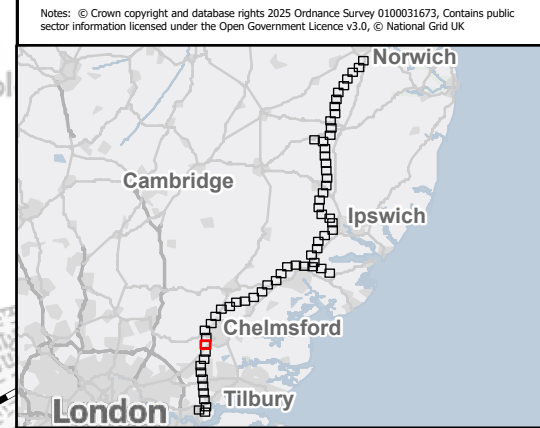 Notes: © Crown copyright and database rights 2025 Ordnance Survey 0100031673, Contains public
sector information licensed under the Open Government Licence v3.0, © National Grid UK
Norwich
Cambridge
Ipswich
Chelmsford
Tilbury
London